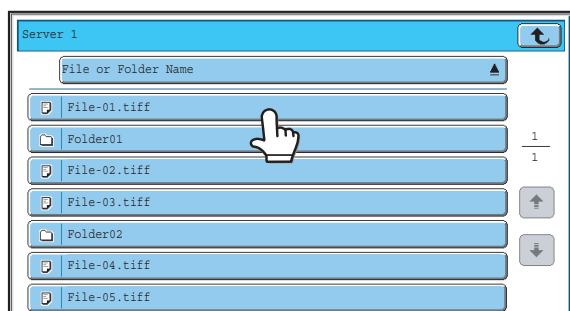 Server 1
File or Folder Name
File-01.tiff
Folder01
File-02.tiff
File-03.tiff
Folder02
File-04.tiff
File-05.tiff
1
1